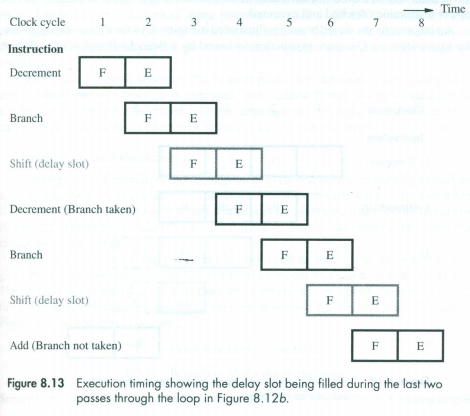 Time
Clock cycle 1 2 3 4 5 6 7 8
Instruction
Decrement F E
Branch F E
Shift (delay slot) F E
Decrement (Branch taken) F E
Branch F E
Shift (delay slot) F E
Add (Branch not taken) F E
Figure 8.13 Execution timing showing the delay slot being filled during the last two
passes through the loop in Figure 8.12b.